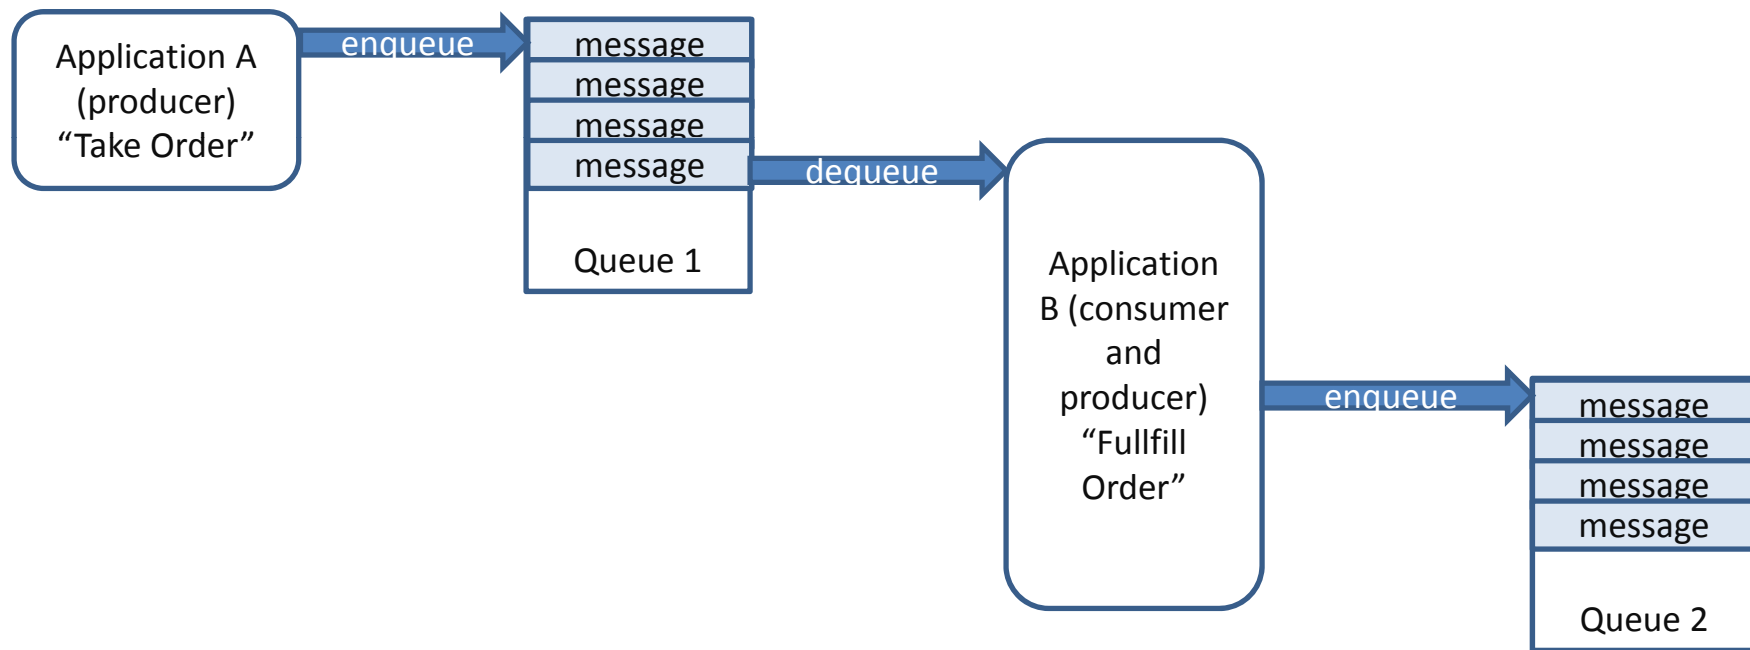 Application A
(producer)
“Take Order”
enqueue
message
message
message
message
Queue 1
dequeue
Application
B (consumer
and
producer)
“Fullfill
Order”
enqueue
message
message
message
message
Queue 2